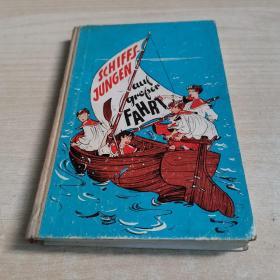 SCHIFFS
JUNGEN
auf
großer
FAHRT